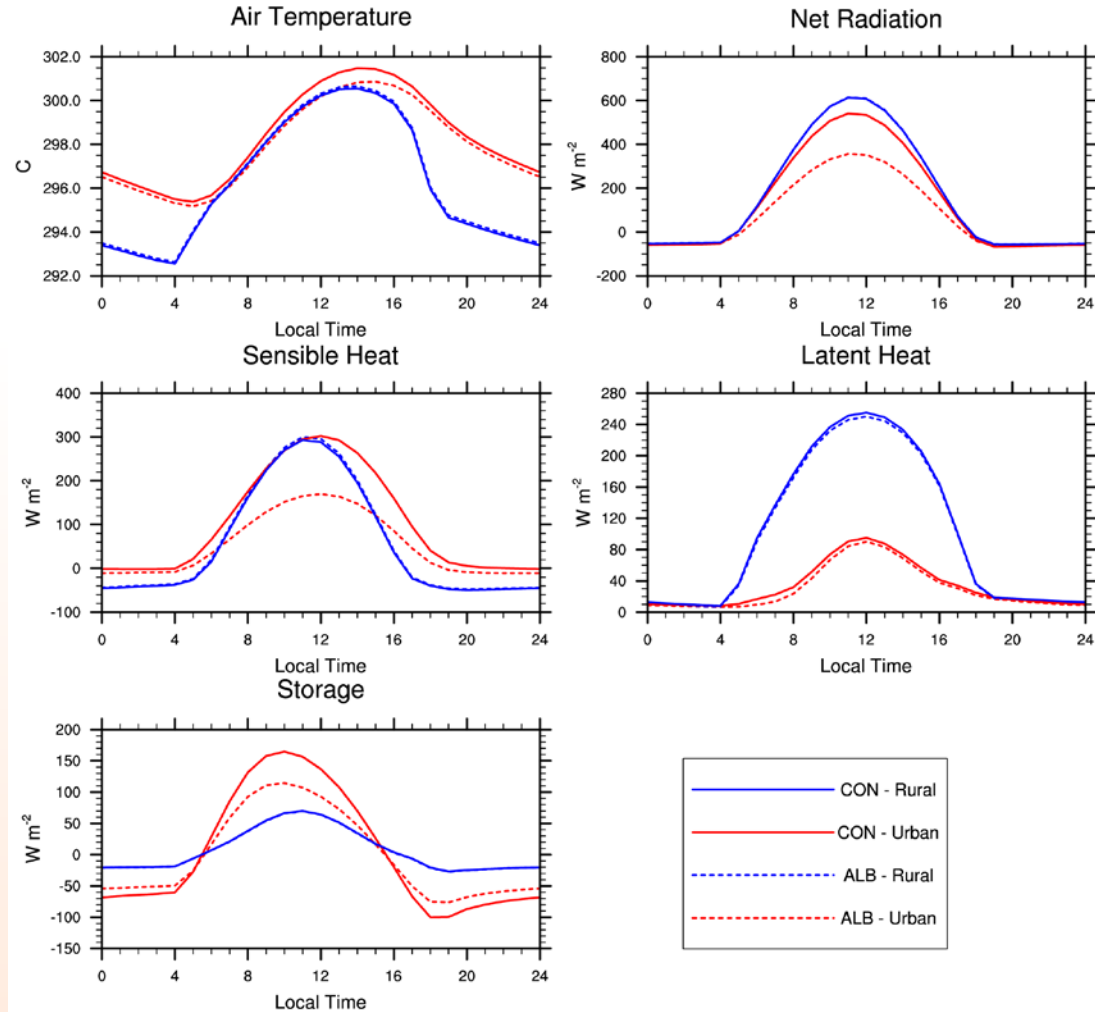 Air Temperature
302.0
300.0
298.0
296.0
294.0
292.0
C
0 4 8 12 16 20 24
Local Time
Net Radiation
800
600
400
200
0
-200
W m-2
0 4 8 12 16 20 24
Local Time
Sensible Heat
400
300
200
100
0
-100
W m-2
0 4 8 12 16 20 24
Local Time
Latent Heat
280
240
200
160
120
80
40
0
W m-2
0 4 8 12 16 20 24
Local Time
Storage
200
150
100
50
0
-50
-100
-150
W m-2
0 4 8 12 16 20 24
Local Time
CON - Rural
CON - Urban
ALB - Rural
ALB - Urban